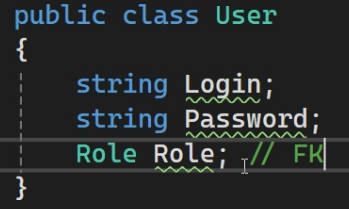 public class User
{
string Login;
string Password;
Role Role; // FK
}